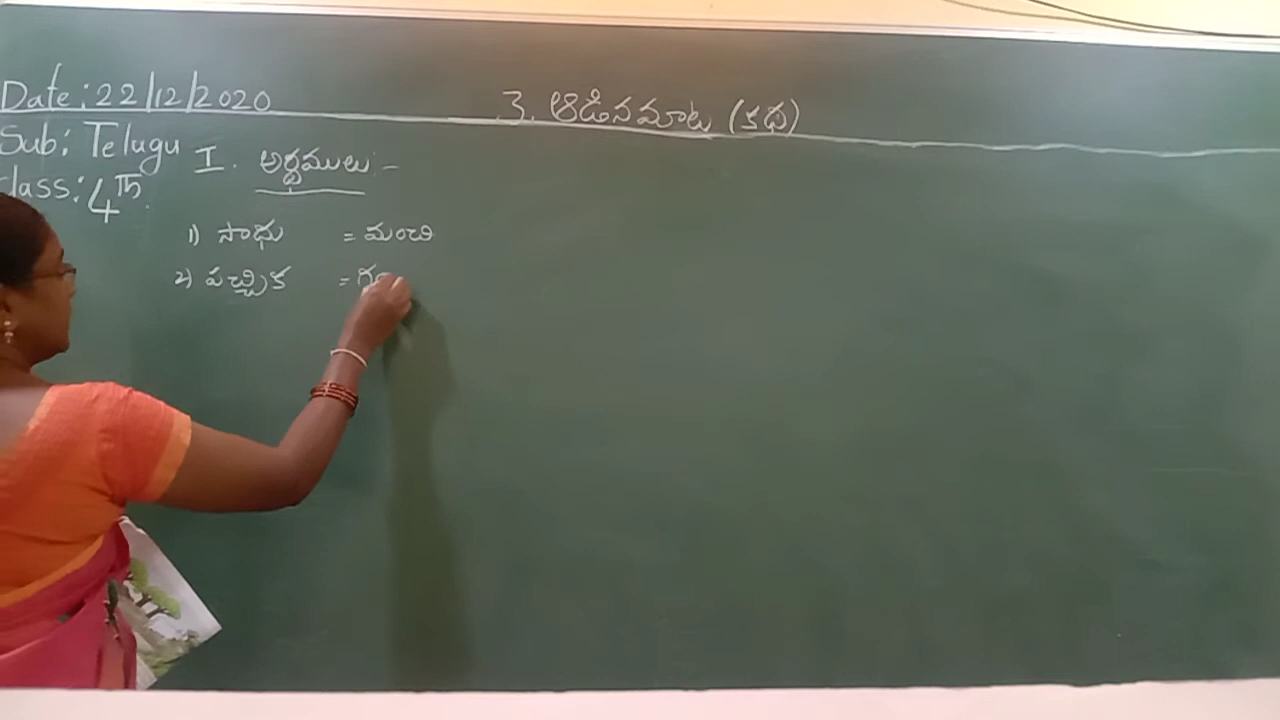 Date: 22/12/2020
3. ఆడినమాట (కథ)
Sub: Telugu
Class: 4th.
I. అర్థములు:-
1) సాధు = మంచి
2) పచ్చిక =